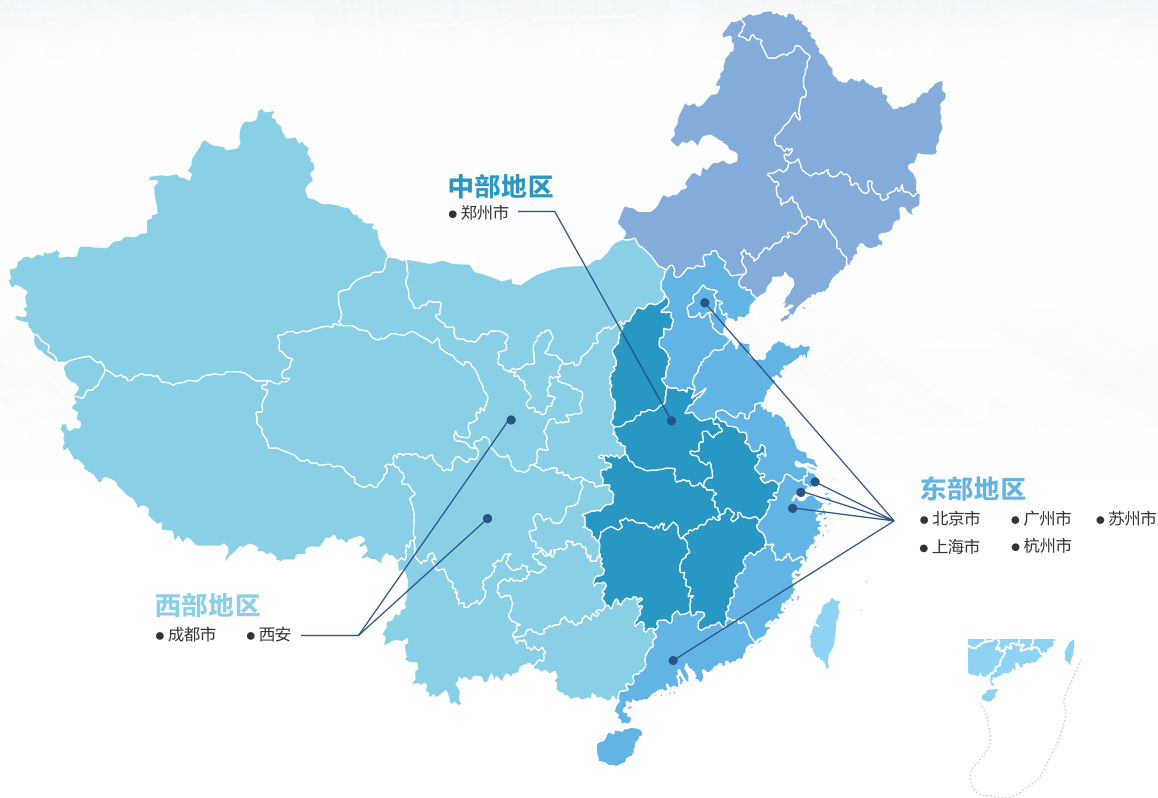 中部地区
郑州市
东部地区
北京市 广州市 苏州市
上海市 杭州市
西部地区
成都市 西安